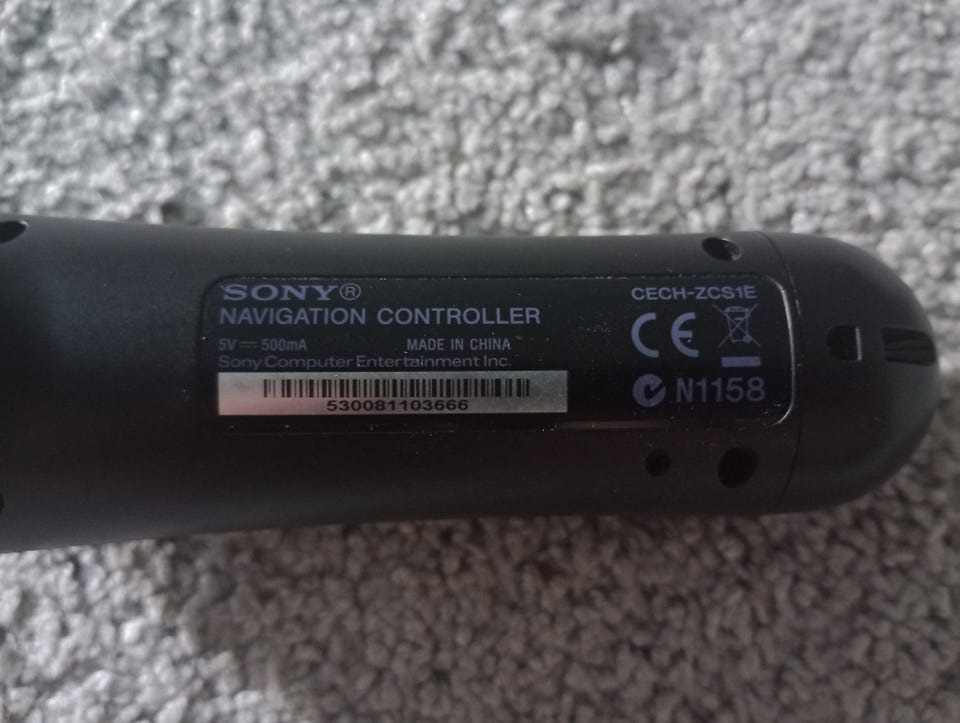 SONY®
NAVIGATION CONTROLLER
5V ⎓ 500mA MADE IN CHINA
Sony Computer Entertainment Inc.
530081103666
CECH-ZCS1E
CE
N1158